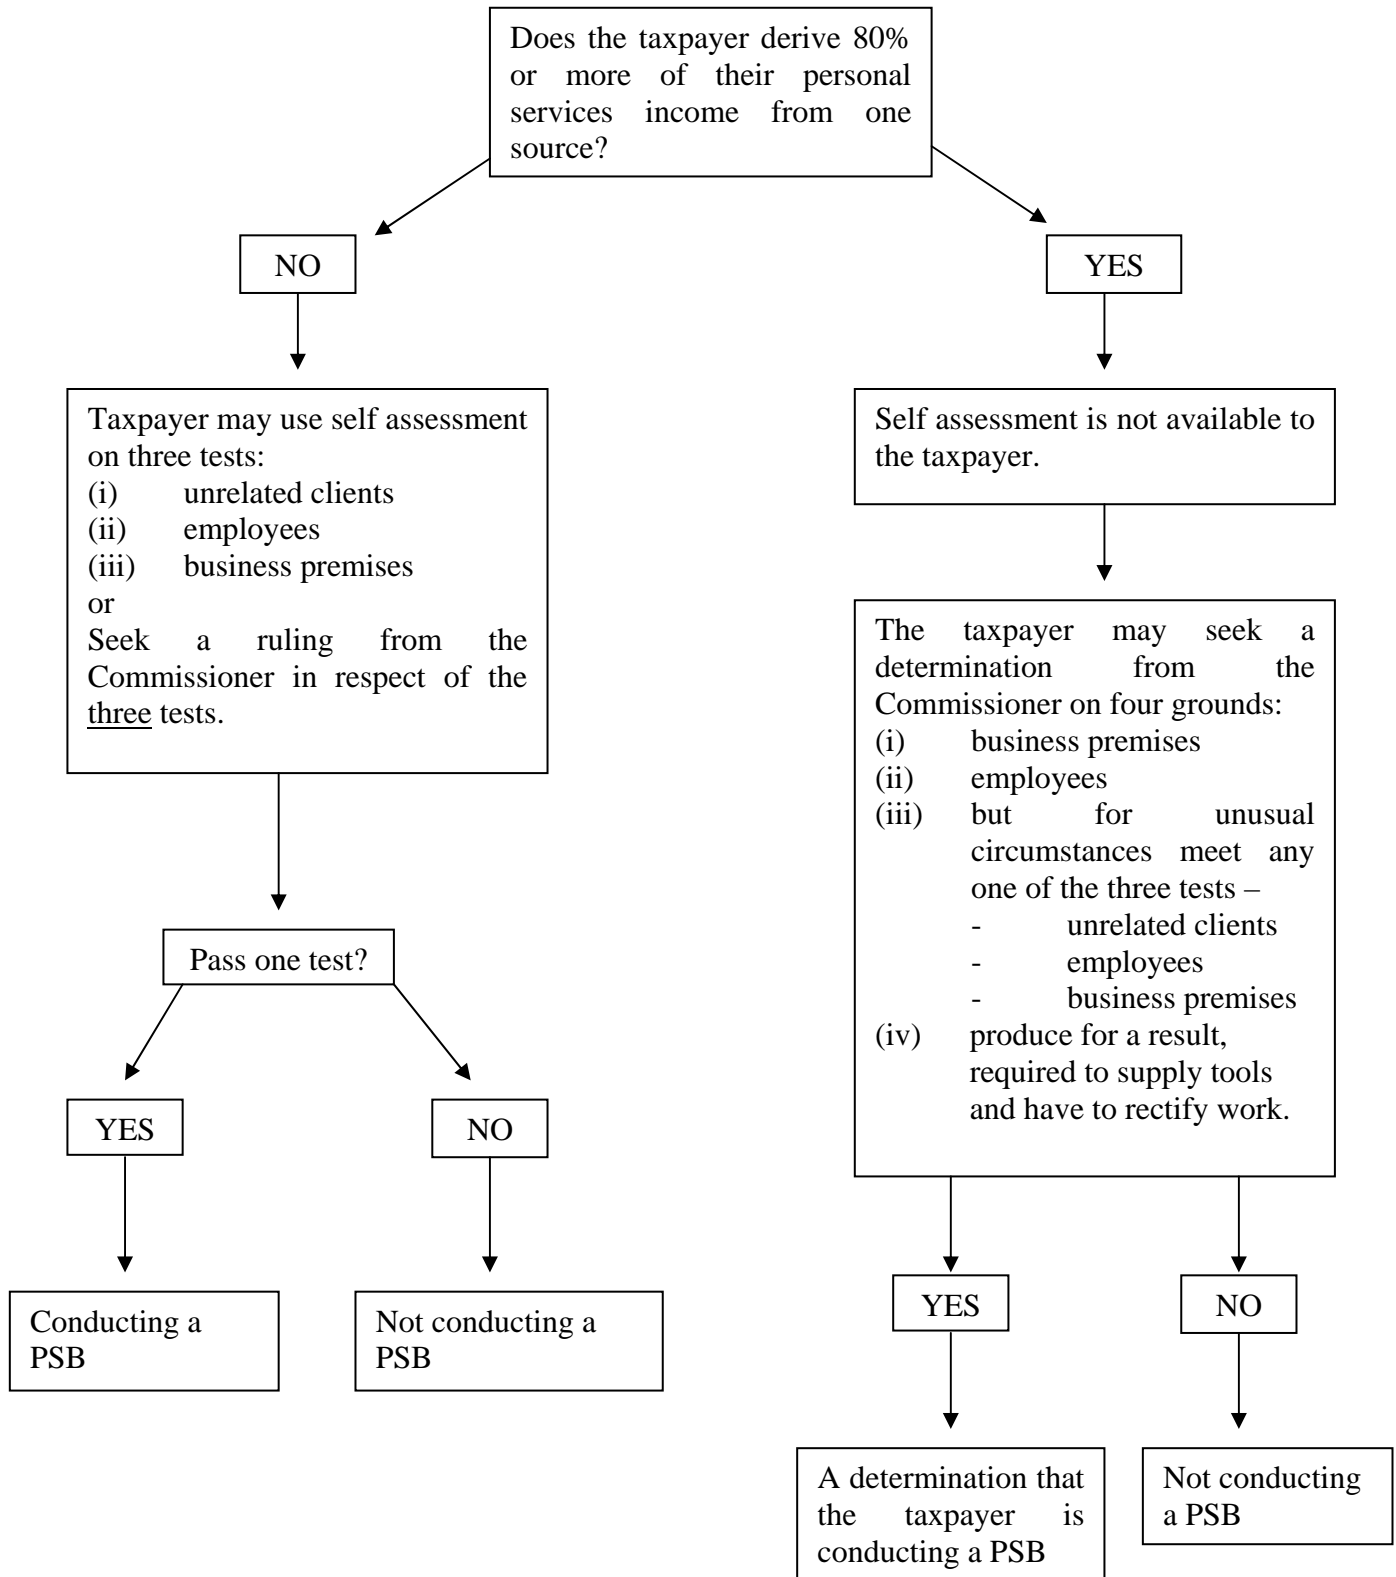 Does the taxpayer derive 80%
or more of their personal
services income from one
source?
NO
YES
Taxpayer may use self assessment
on three tests:
(i) unrelated clients
(ii) employees
(iii) business premises
or
Seek a ruling from the
Commissioner in respect of the
three tests.
Self assessment is not available to
the taxpayer.
The taxpayer may seek a
determination from the
Commissioner on four grounds:
(i) business premises
(ii) employees
(iii) but for unusual
circumstances meet any
one of the three tests –
- unrelated clients
- employees
- business premises
(iv) produce for a result,
required to supply tools
and have to rectify work.
Pass one test?
YES
NO
Conducting a
PSB
Not conducting a
PSB
YES
NO
A determination that
the taxpayer is
conducting a PSB
Not conducting
a PSB